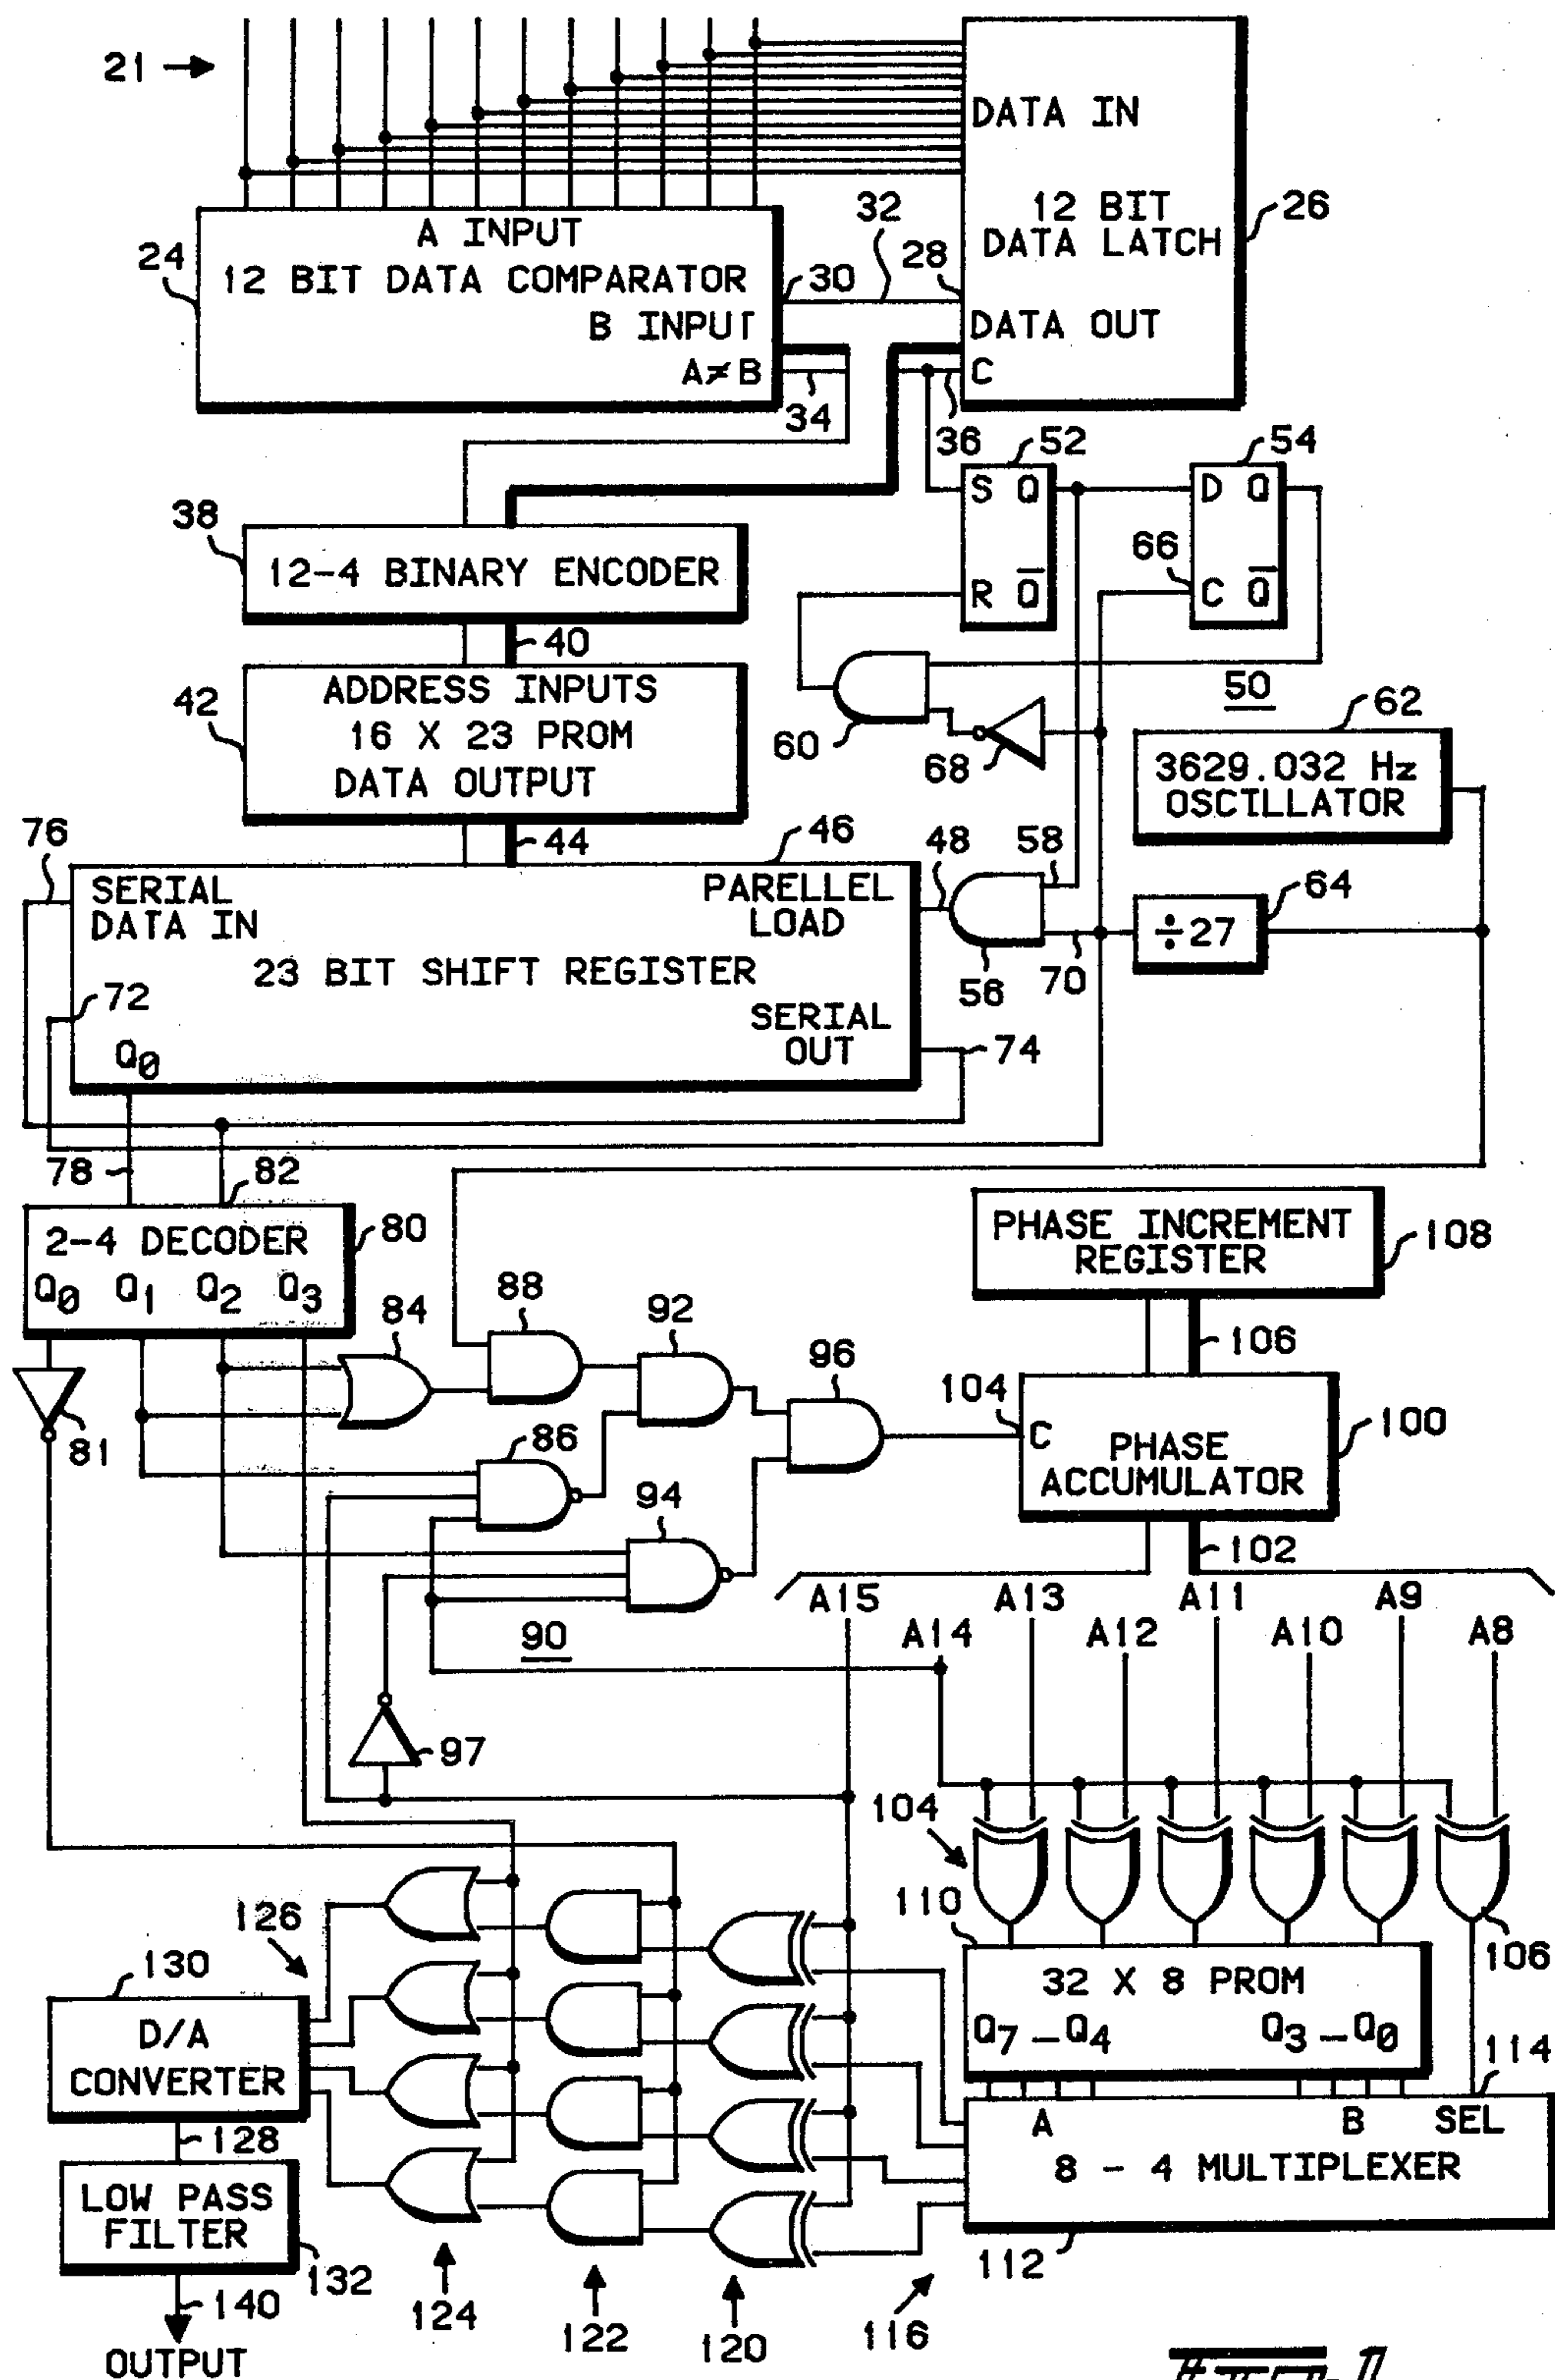 21
DATA IN
12 BIT
DATA LATCH
26
24
A INPUT
12 BIT DATA COMPARATOR
30
32
28
B INPUT
DATA OUT
A≠B
C
34
36
52
54
S Q
D Q
38
12-4 BINARY ENCODER
66
R Q̅
C Q̅
40
42
ADDRESS INPUTS
16 X 23 PROM
DATA OUTPUT
60
68
50
62
3629.032 Hz
OSCILLATOR
76
44
46
48
58
64
SERIAL
DATA IN
PARELLEL
LOAD
÷27
23 BIT SHIFT REGISTER
56
70
72
SERIAL
OUT
74
Q0
78
82
2-4 DECODER
80
Q0 Q1 Q2 Q3
PHASE INCREMENT
REGISTER
108
84
88
92
96
106
104
C
PHASE
ACCUMULATOR
100
81
86
94
102
90
97
A15
A14
A13
A12
A11
A10
A9
A8
104
110
106
126
32 X 8 PROM
Q7 – Q4
Q3 – Q0
130
D/A
CONVERTER
114
A
B
SEL
8 - 4 MULTIPLEXER
128
LOW PASS
FILTER
132
112
140
124
122
120
116
OUTPUT